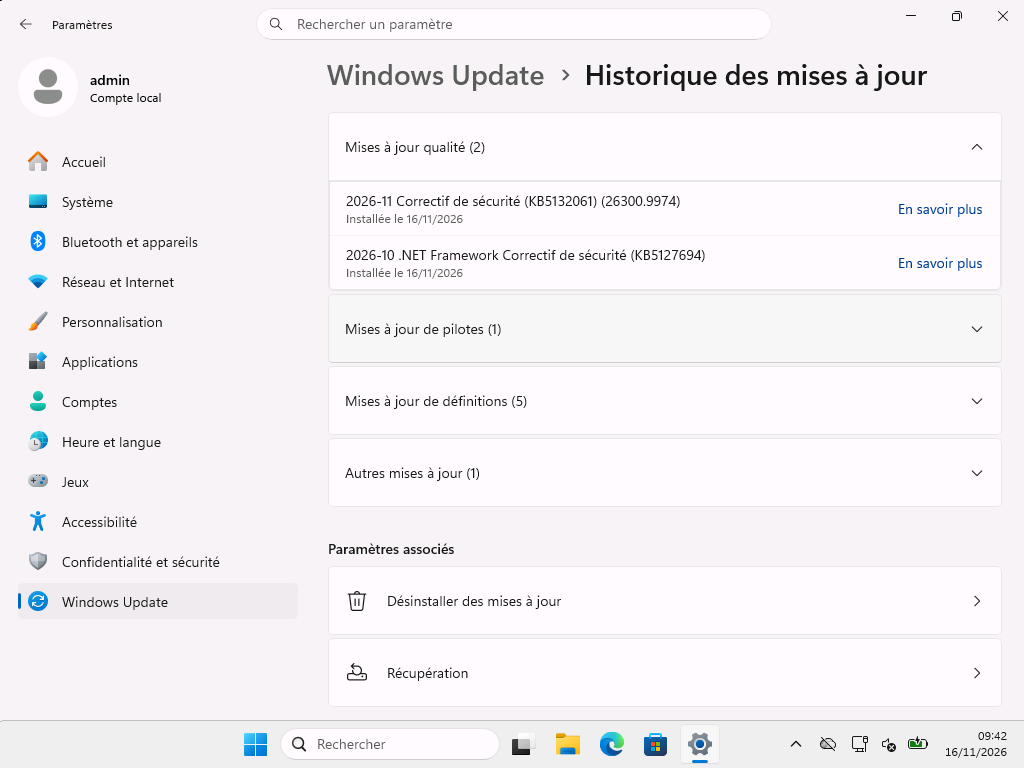 Paramètres
Rechercher un paramètre
admin
Compte local
Accueil
Système
Bluetooth et appareils
Réseau et Internet
Personnalisation
Applications
Comptes
Heure et langue
Jeux
Accessibilité
Confidentialité et sécurité
Windows Update
Windows Update > Historique des mises à jour
Mises à jour qualité (2)
2026-11 Correctif de sécurité (KB5132061) (26300.9974)
Installée le 16/11/2026
En savoir plus
2026-10 .NET Framework Correctif de sécurité (KB5127694)
Installée le 16/11/2026
En savoir plus
Mises à jour de pilotes (1)
Mises à jour de définitions (5)
Autres mises à jour (1)
Paramètres associés
Désinstaller des mises à jour
Récupération
Rechercher
09:42
16/11/2026